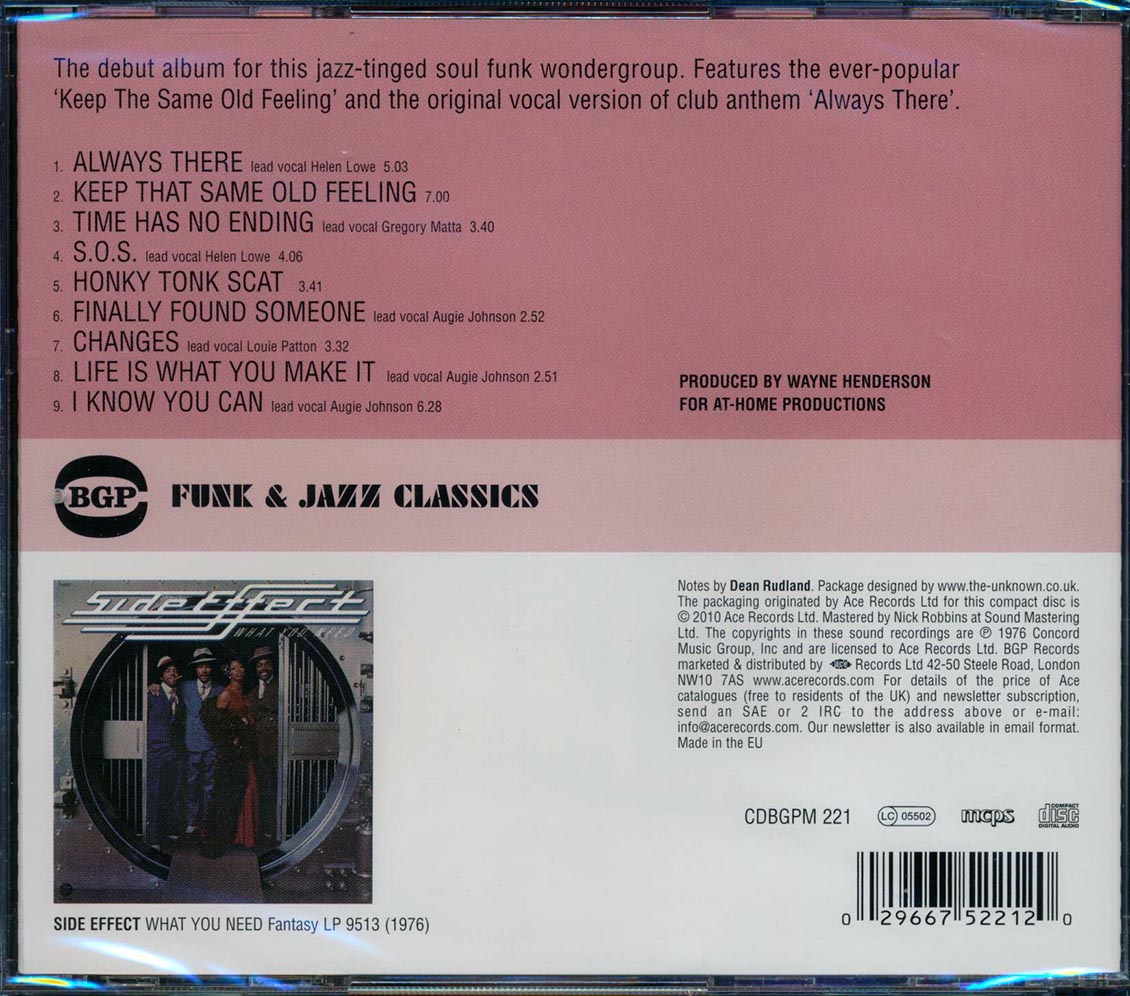 The debut album for this jazz-tinged soul funk wondergroup. Features the ever-popular
‘Keep The Same Old Feeling’ and the original vocal version of club anthem ‘Always There’.
1. ALWAYS THERE lead vocal Helen Lowe 5.03
2. KEEP THAT SAME OLD FEELING 7.00
3. TIME HAS NO ENDING lead vocal Gregory Matta 3.40
4. S.O.S. lead vocal Helen Lowe 4.06
5. HONKY TONK SCAT 3.41
6. FINALLY FOUND SOMEONE lead vocal Augie Johnson 2.52
7. CHANGES lead vocal Louie Patton 3.32
8. LIFE IS WHAT YOU MAKE IT lead vocal Augie Johnson 2.51
9. I KNOW YOU CAN lead vocal Augie Johnson 6.28
PRODUCED BY WAYNE HENDERSON
FOR AT-HOME PRODUCTIONS
BGP FUNK & JAZZ CLASSICS
Side Effect
WHAT YOU NEED
SIDE EFFECT WHAT YOU NEED Fantasy LP 9513 (1976)
Notes by Dean Rudland. Package designed by www.the-unknown.co.uk.
The packaging originated by Ace Records Ltd for this compact disc is
© 2010 Ace Records Ltd. Mastered by Nick Robbins at Sound Mastering
Ltd. The copyrights in these sound recordings are ℗ 1976 Concord
Music Group, Inc and are licensed to Ace Records Ltd. BGP Records
marketed & distributed by Records Ltd 42-50 Steele Road, London
NW10 7AS www.acerecords.com For details of the price of Ace
catalogues (free to residents of the UK) and newsletter subscription,
send an SAE or 2 IRC to the address above or e-mail:
info@acerecords.com. Our newsletter is also available in email format.
Made in the EU
CDBGPM 221 LC 05502 mcps COMPACT disc DIGITAL AUDIO
0 29667 52212 0